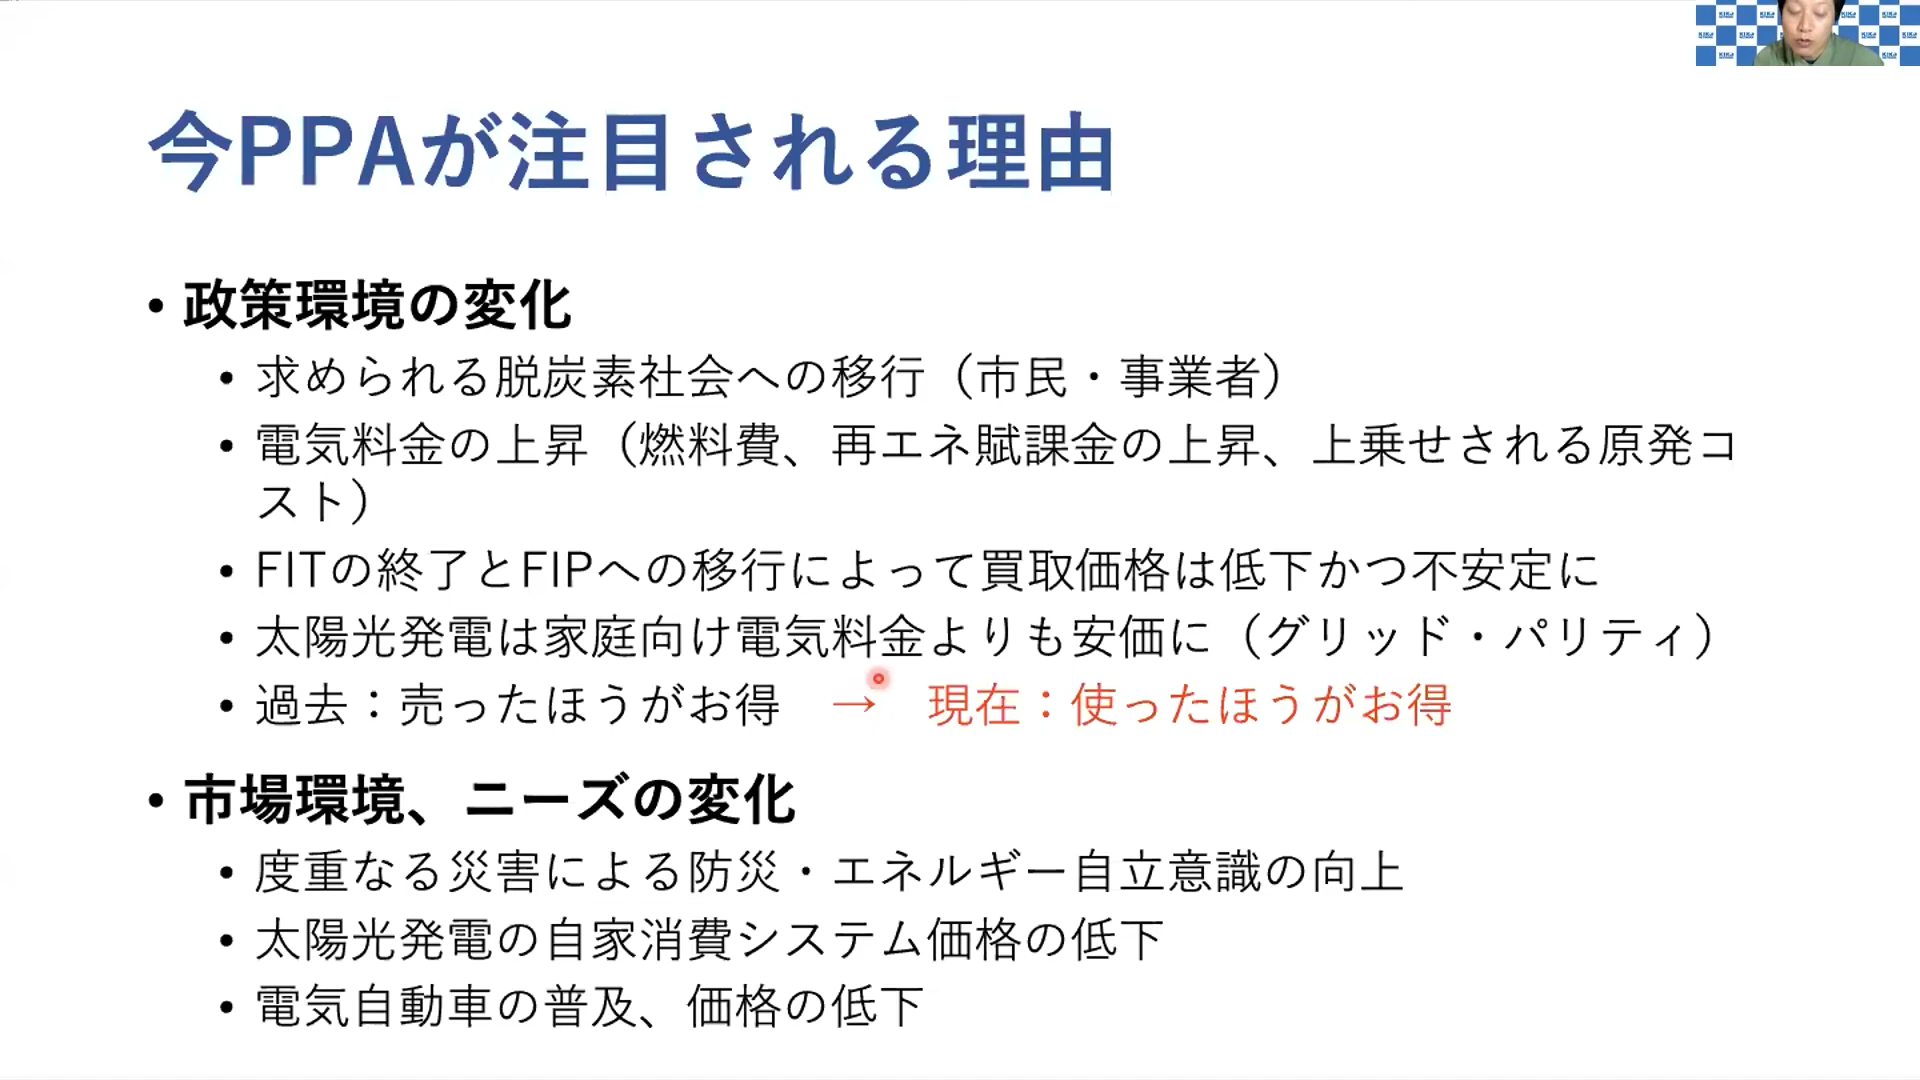 今PPAが注目される理由
• 政策環境の変化
• 求められる脱炭素社会への移行（市民・事業者）
• 電気料金の上昇（燃料費、再エネ賦課金の上昇、上乗せされる原発コ
スト）
• FITの終了とFIPへの移行によって買取価格は低下かつ不安定に
• 太陽光発電は家庭向け電気料金よりも安価に（グリッド・パリティ）
• 過去：売ったほうがお得　→　現在：使ったほうがお得
• 市場環境、ニーズの変化
• 度重なる災害による防災・エネルギー自立意識の向上
• 太陽光発電の自家消費システム価格の低下
• 電気自動車の普及、価格の低下